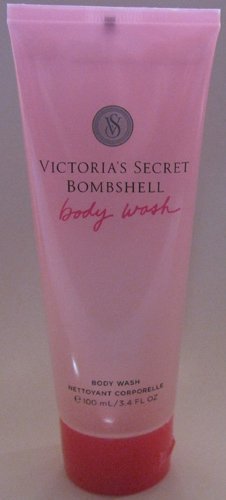 VS
VICTORIA'S SECRET
BOMBSHELL
body wash
BODY WASH
NETTOYANT CORPORELLE
℮ 100 mL/3.4 FL OZ